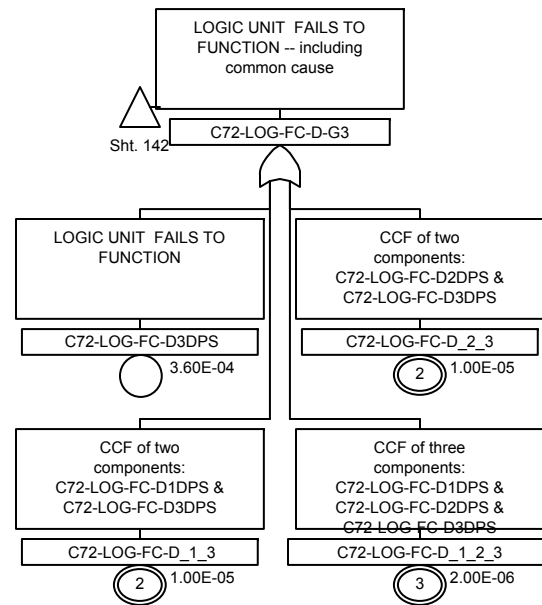 LOGIC UNIT FAILS TO
FUNCTION -- including
common cause
C72-LOG-FC-D-G3
Sht. 142
LOGIC UNIT FAILS TO
FUNCTION
C72-LOG-FC-D3DPS
3.60E-04
CCF of two
components:
C72-LOG-FC-D2DPS &
C72-LOG-FC-D3DPS
C72-LOG-FC-D_2_3
2
1.00E-05
CCF of two
components:
C72-LOG-FC-D1DPS &
C72-LOG-FC-D3DPS
C72-LOG-FC-D_1_3
2
1.00E-05
CCF of three
components:
C72-LOG-FC-D1DPS &
C72-LOG-FC-D2DPS &
C72-LOG-FC-D3DPS
C72-LOG-FC-D_1_2_3
3
2.00E-06